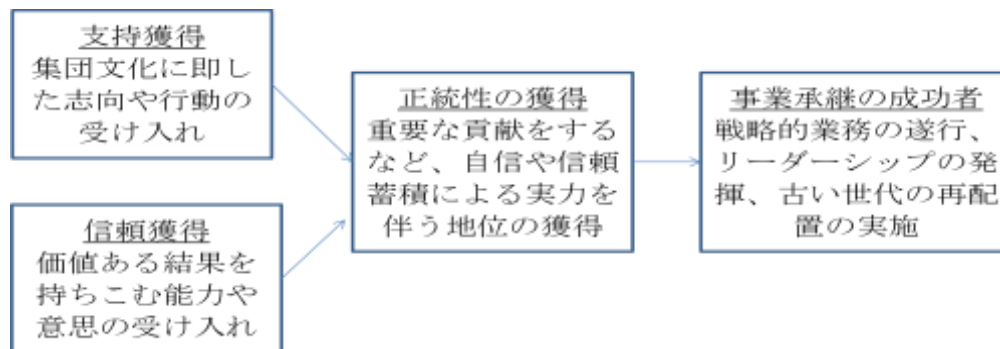 支持獲得
集団文化に即し
た志向や行動の
受け入れ
信頼獲得
価値ある結果を
持ちこむ能力や
意思の受け入れ
正統性の獲得
重要な貢献をする
など、自信や信頼
蓄積による実力を
伴う地位の獲得
事業承継の成功者
戦略的業務の遂行、
リーダーシップの発
揮、古い世代の再配
置の実施